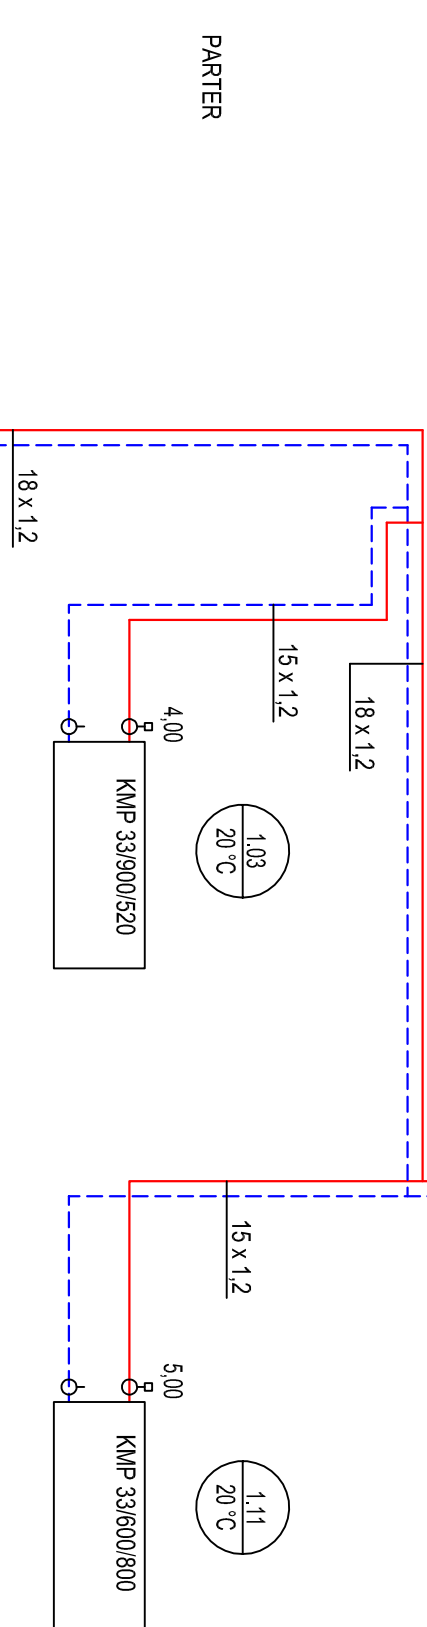 PARTER
18 x 1,2
15 x 1,2
18 x 1,2
4,00
KMP 33/900/520
1.03
20 °C
15 x 1,2
5,00
KMP 33/600/800
1.11
20 °C